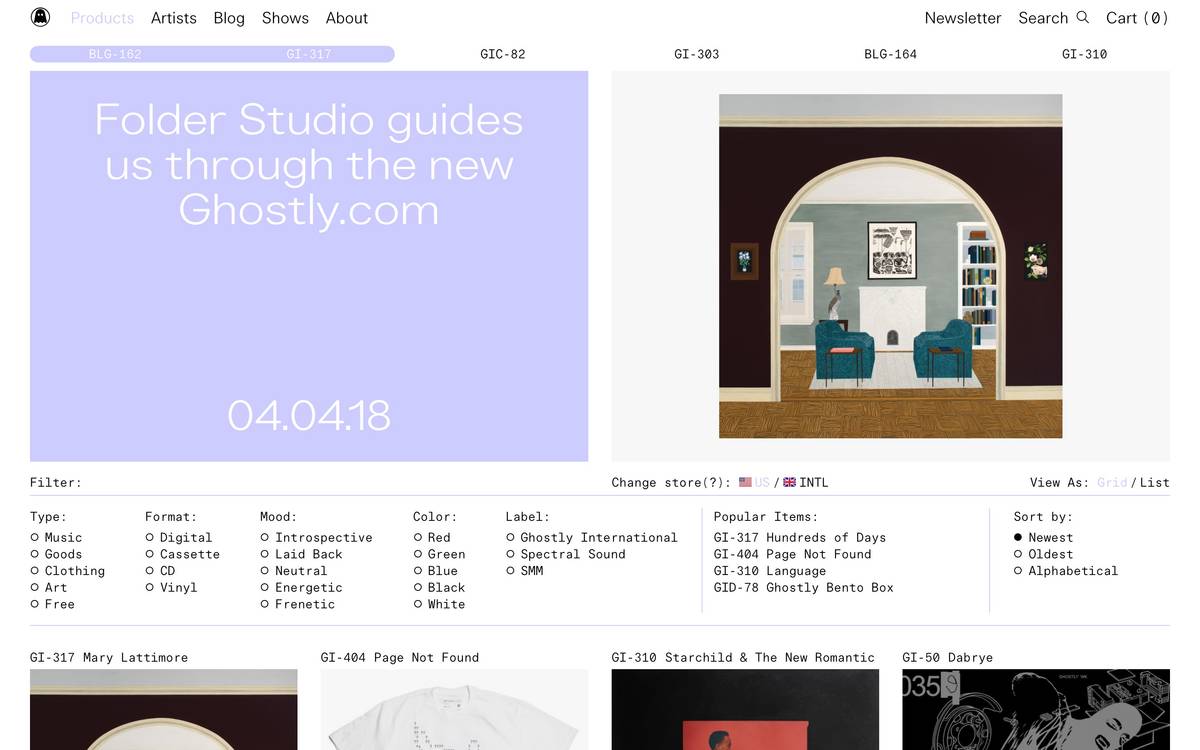 Products Artists Blog Shows About Newsletter Search Cart (0)
BLG-162 GI-317 GIC-82 GI-303 BLG-164 GI-310
Folder Studio guides
us through the new
Ghostly.com
04.04.18
Filter: Change store(?): US / INTL View As: Grid / List
Type: Format: Mood: Color: Label: Popular Items: Sort by:
Music Digital Introspective Red Ghostly International GI-317 Hundreds of Days Newest
Goods Cassette Laid Back Green Spectral Sound GI-404 Page Not Found Oldest
Clothing CD Neutral Blue SMM GI-310 Language Alphabetical
Art Vinyl Energetic Black GID-78 Ghostly Bento Box
Free Frenetic White
GI-317 Mary Lattimore GI-404 Page Not Found GI-310 Starchild & The New Romantic GI-50 Dabrye
0359